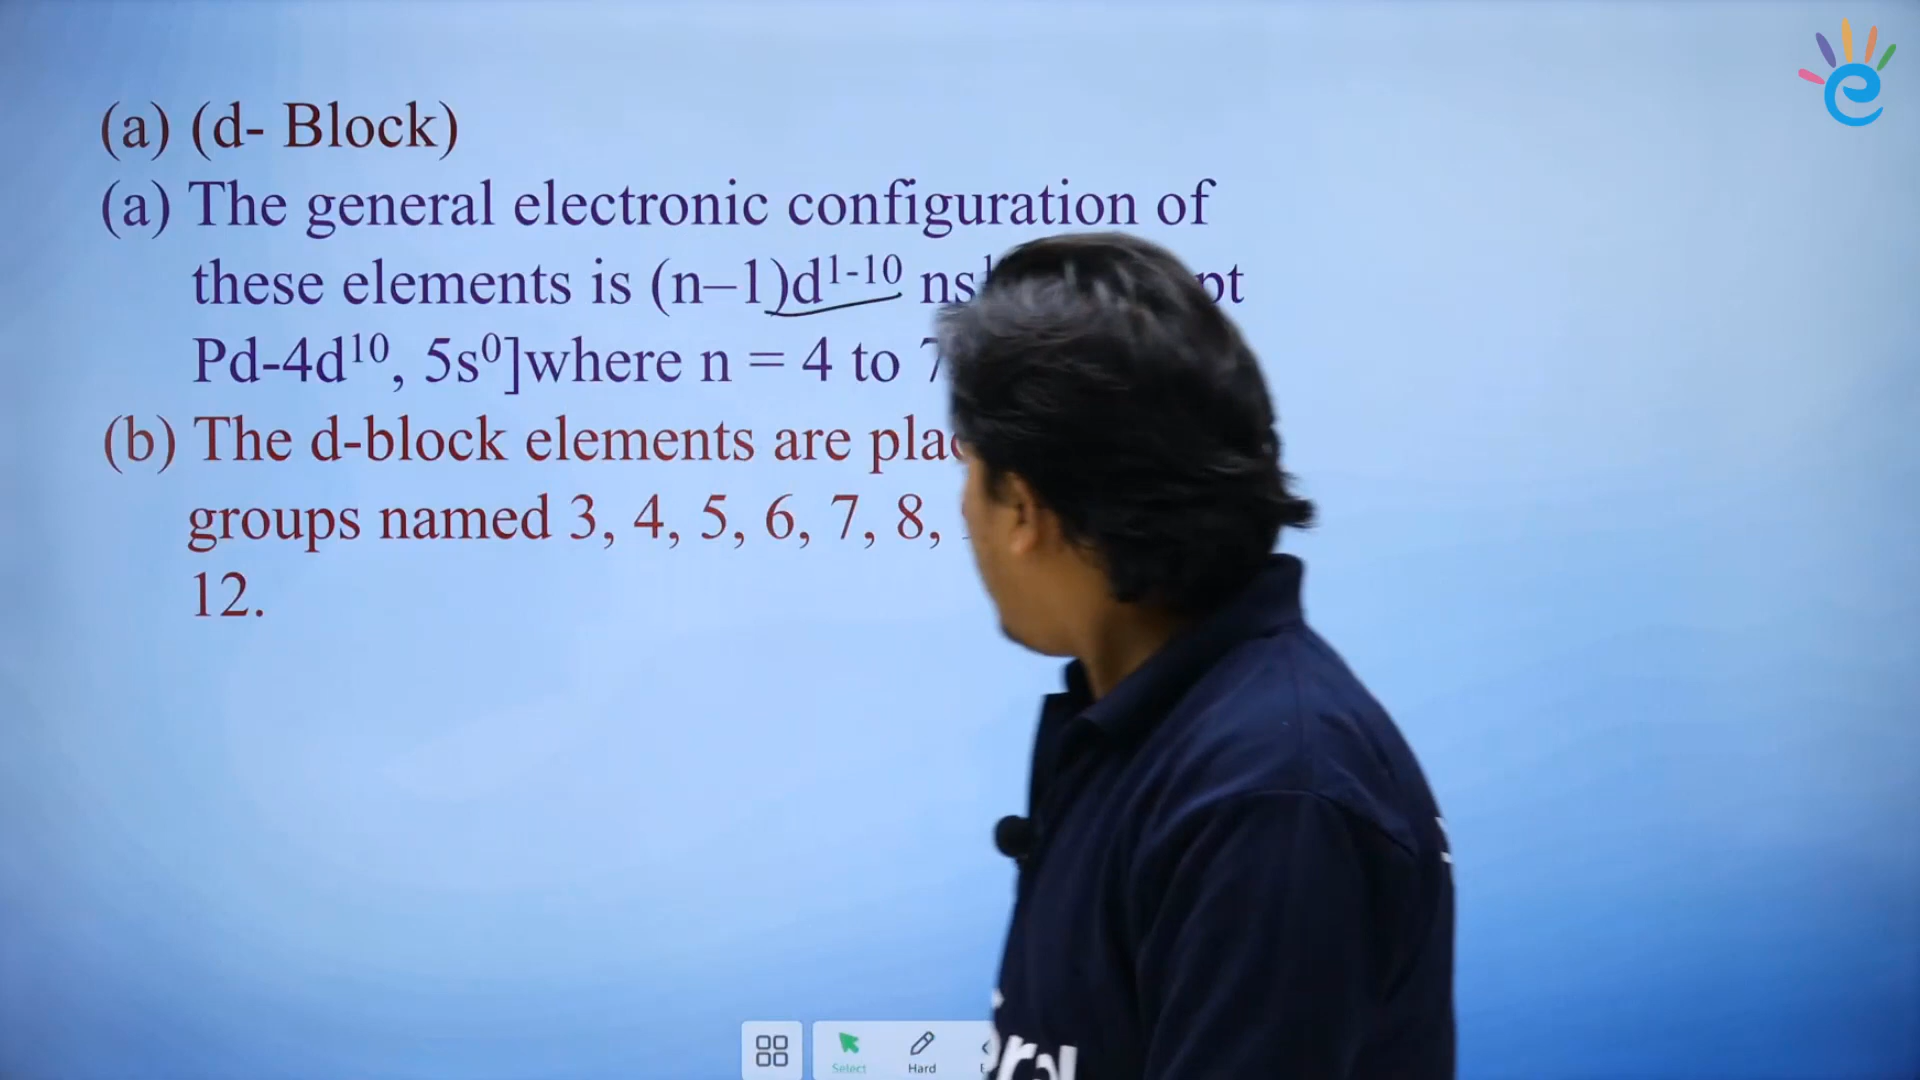 (a) (d- Block)
(a) The general electronic configuration of
these elements is (n–1)d¹⁻¹⁰ ns
Pd-4d¹⁰, 5s⁰]where n = 4 to 7
(b) The d-block elements are
groups named 3, 4, 5, 6, 7, 8,
12.
Select Hard